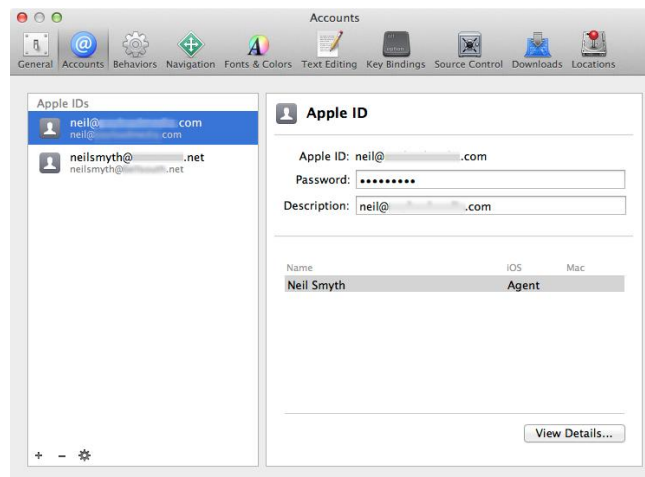 Accounts
General Accounts Behaviors Navigation Fonts & Colors Text Editing Key Bindings Source Control Downloads Locations
Apple IDs
neil@ .com
neil@ .com
neilsmyth@ .net
neilsmyth@ .net
Apple ID
Apple ID: neil@ .com
Password: •••••••••
Description: neil@ .com
Name iOS Mac
Neil Smyth Agent
View Details...
+ -